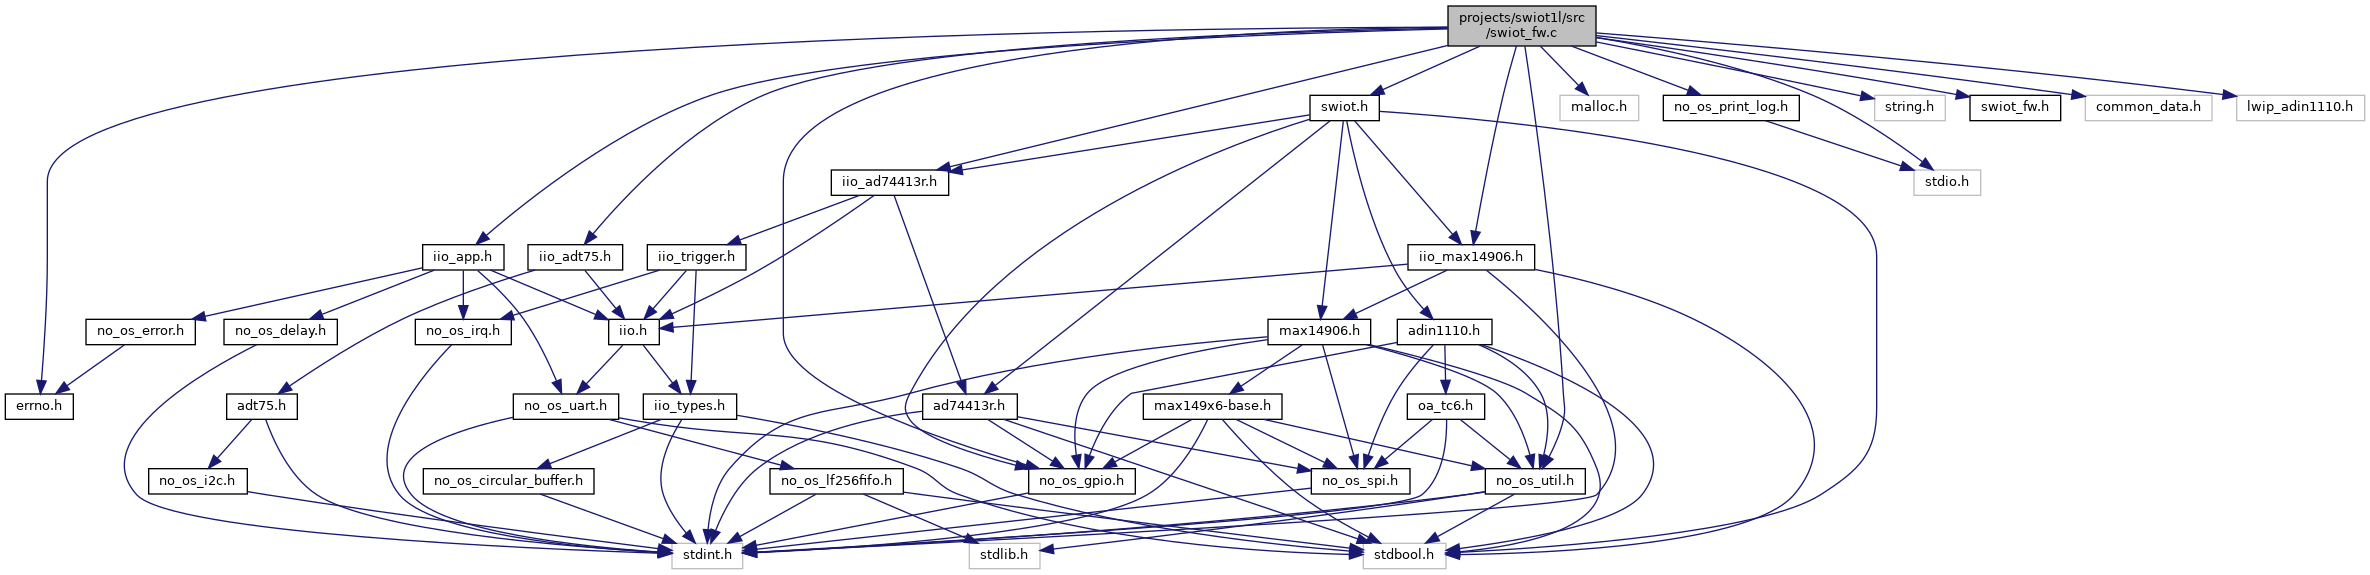 projects/swiot1l/src
/swiot_fw.c
swiot.h
malloc.h
no_os_print_log.h
string.h
swiot_fw.h
common_data.h
lwip_adin1110.h
iio_ad74413r.h
stdio.h
iio_app.h
iio_adt75.h
iio_trigger.h
iio_max14906.h
no_os_error.h
no_os_delay.h
no_os_irq.h
iio.h
max14906.h
adin1110.h
errno.h
adt75.h
no_os_uart.h
iio_types.h
ad74413r.h
max149x6-base.h
oa_tc6.h
no_os_i2c.h
no_os_circular_buffer.h
no_os_lf256fifo.h
no_os_gpio.h
no_os_spi.h
no_os_util.h
stdint.h
stdlib.h
stdbool.h